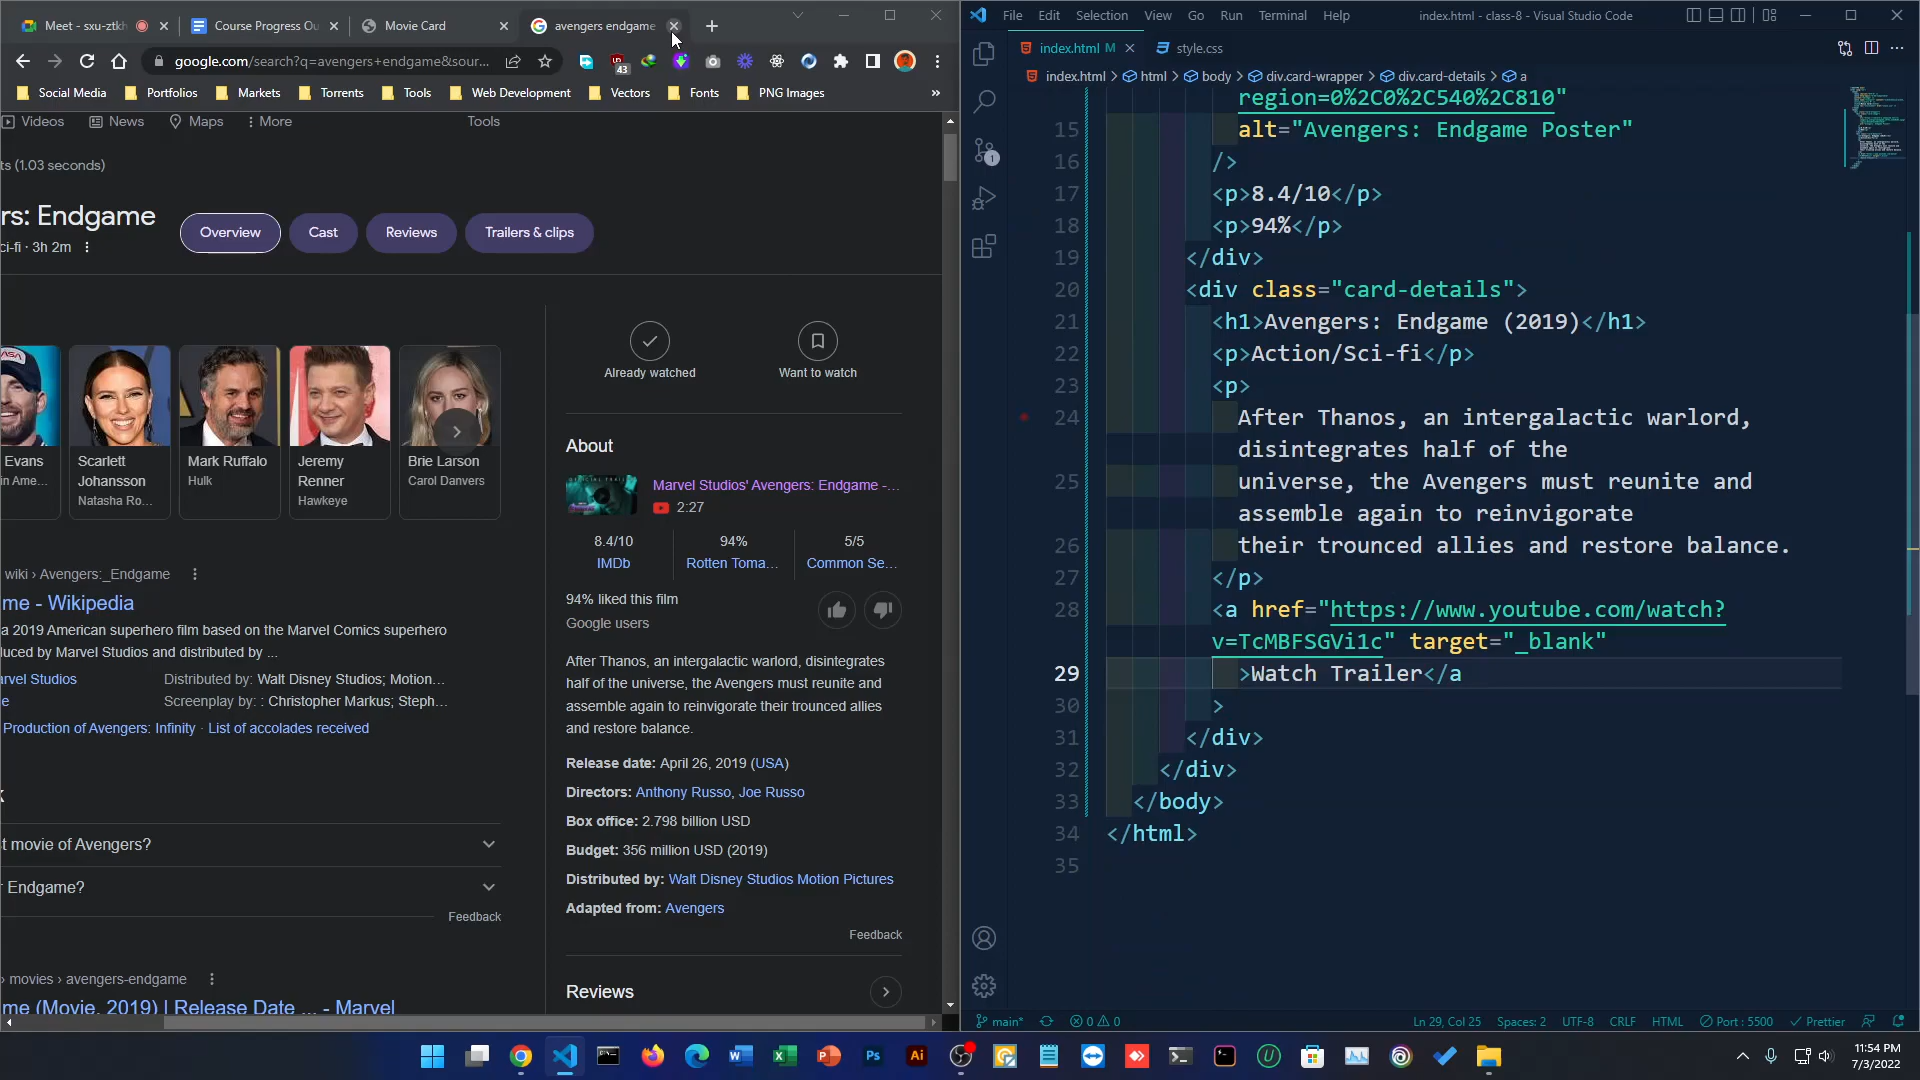 Meet - sxu-ztkh
Course Progress Ou
Movie Card
avengers endgame
google.com/search?q=avengers+endgame&sour...
43
Social Media
Portfolios
Markets
Torrents
Tools
Web Development
Vectors
Fonts
PNG Images
»
Videos
News
Maps
More
Tools
ts (1.03 seconds)
rs: Endgame
ci-fi · 3h 2m
Overview
Cast
Reviews
Trailers & clips
Already watched
Want to watch
Evans
in Ame...
Scarlett
Johansson
Natasha Ro...
Mark Ruffalo
Hulk
Jeremy
Renner
Hawkeye
Brie Larson
Carol Danvers
About
Marvel Studios' Avengers: Endgame -...
2:27
8.4/10
IMDb
94%
Rotten Toma...
5/5
Common Se...
94% liked this film
Google users
After Thanos, an intergalactic warlord, disintegrates
half of the universe, the Avengers must reunite and
assemble again to reinvigorate their trounced allies
and restore balance.
Release date: April 26, 2019 (USA)
Directors: Anthony Russo, Joe Russo
Box office: 2.798 billion USD
Budget: 356 million USD (2019)
Distributed by: Walt Disney Studios Motion Pictures
Adapted from: Avengers
Feedback
Reviews
wiki › Avengers:_Endgame
me - Wikipedia
a 2019 American superhero film based on the Marvel Comics superhero
duced by Marvel Studios and distributed by ...
arvel Studios
Distributed by: Walt Disney Studios; Motion...
e
Screenplay by: : Christopher Markus; Steph...
Production of Avengers: Infinity · List of accolades received
k
t movie of Avengers?
r Endgame?
Feedback
› movies › avengers-endgame
me (Movie, 2019) | Release Date ... - Marvel
File Edit Selection View Go Run Terminal Help
index.html - class-8 - Visual Studio Code
index.html M
style.css
index.html > html > body > div.card-wrapper > div.card-details > a
1
region=0%2C0%2C540%2C810"
15 alt="Avengers: Endgame Poster"
16 />
17 <p>8.4/10</p>
18 <p>94%</p>
19 </div>
20 <div class="card-details">
21 <h1>Avengers: Endgame (2019)</h1>
22 <p>Action/Sci-fi</p>
23 <p>
24 After Thanos, an intergalactic warlord,
disintegrates half of the
25 universe, the Avengers must reunite and
assemble again to reinvigorate
26 their trounced allies and restore balance.
27 </p>
28 <a href="https://www.youtube.com/watch?
v=TcMBFSGVi1c" target="_blank"
29 >Watch Trailer</a
30 >
31 </div>
32 </div>
33 </body>
34 </html>
35
main*
0 0
Ln 29, Col 25
Spaces: 2
UTF-8
CRLF
HTML
Port : 5500
Prettier
11:54 PM
7/3/2022